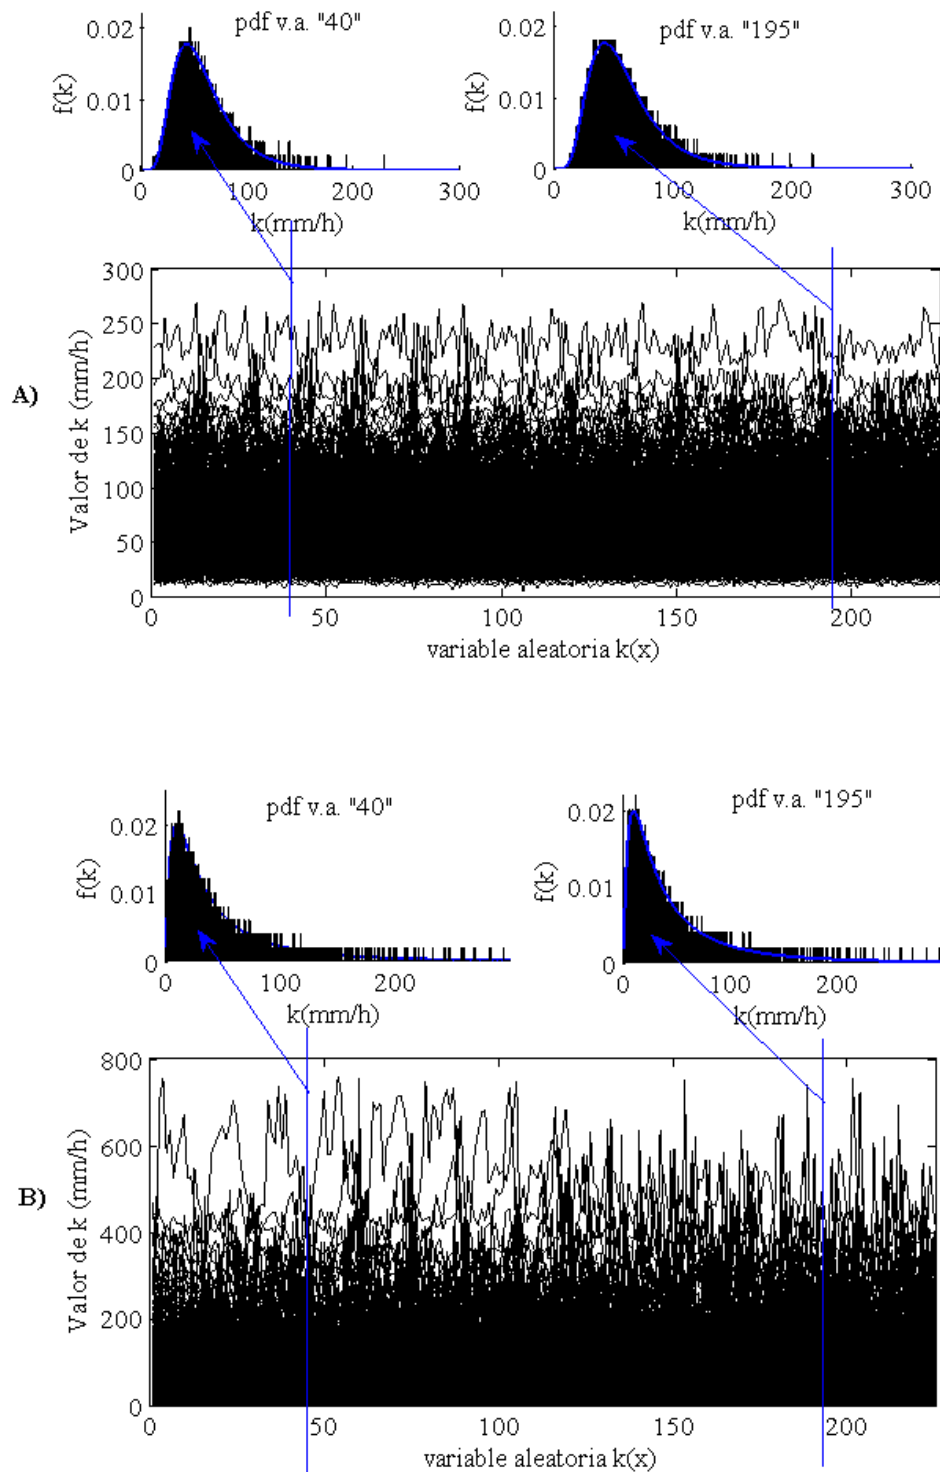 pdf v.a. "40"
pdf v.a. "195"
0.02
0.01
0
f(k)
0 100 200 300
k(mm/h)
0.02
0.01
0
f(k)
0 100 200 300
k(mm/h)
A)
300
250
200
150
100
50
0
Valor de k (mm/h)
0 50 100 150 200
variable aleatoria k(x)
pdf v.a. "40"
pdf v.a. "195"
0.02
0.01
0
f(k)
0 100 200
k(mm/h)
0.02
0.01
0
f(k)
0 100 200
k(mm/h)
B)
800
600
400
200
0
Valor de k (mm/h)
0 50 100 150 200
variable aleatoria k(x)